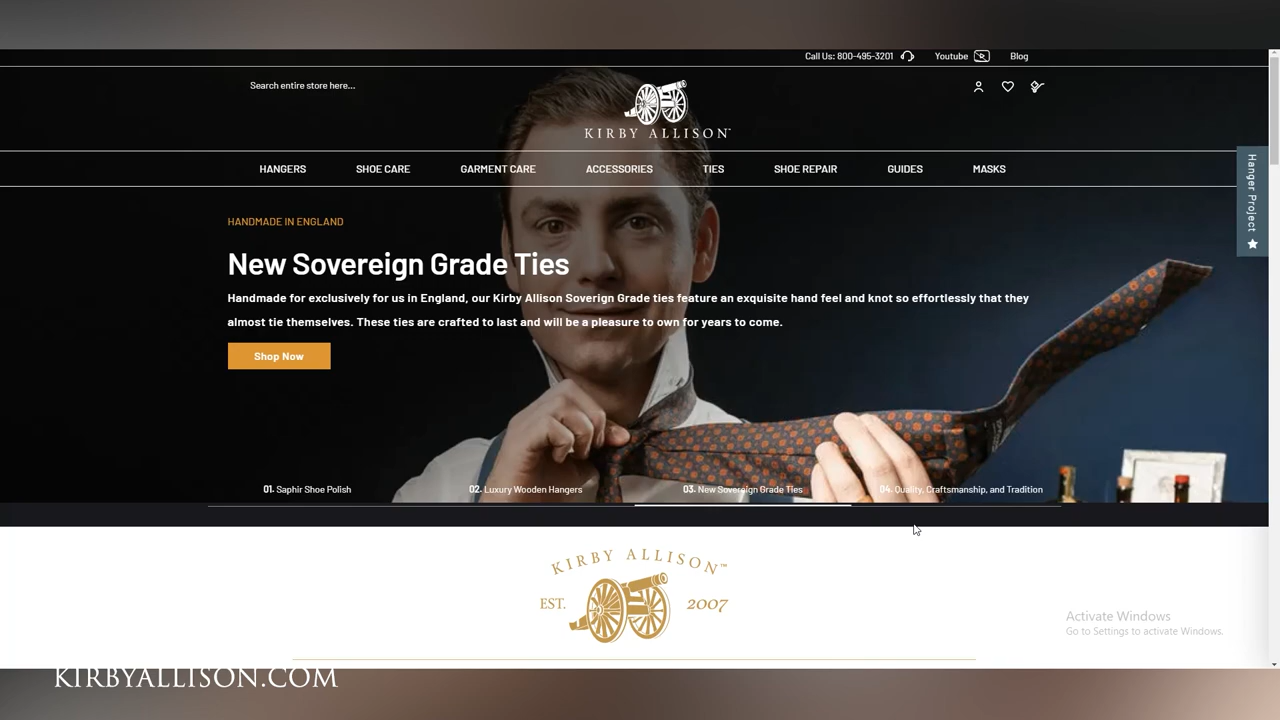 Call Us: 800-495-3201 Youtube Blog
Search entire store here...
KIRBY ALLISON™
HANGERS SHOE CARE GARMENT CARE ACCESSORIES TIES SHOE REPAIR GUIDES MASKS
Hanger Project
HANDMADE IN ENGLAND
New Sovereign Grade Ties
Handmade for exclusively for us in England, our Kirby Allison Soverign Grade ties feature an exquisite hand feel and knot so effortlessly that they
almost tie themselves. These ties are crafted to last and will be a pleasure to own for years to come.
Shop Now
01. Saphir Shoe Polish 02. Luxury Wooden Hangers 03. New Sovereign Grade Ties 04. Quality, Craftsmanship, and Tradition
KIRBY ALLISON™
EST. 2007
Activate Windows
Go to Settings to activate Windows.
KIRBYALLISON.COM